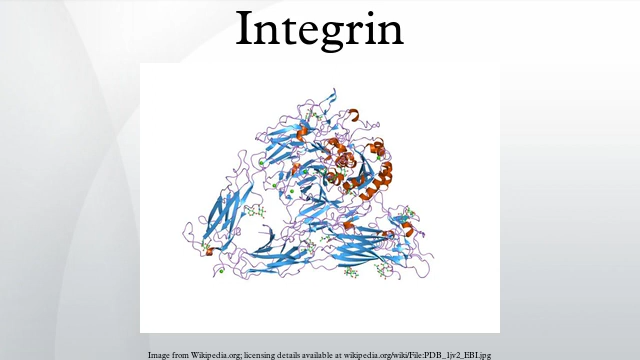 Integrin
Image from Wikipedia.org; licensing details available at wikipedia.org/wiki/File:PDB_1jv2_EBI.jpg